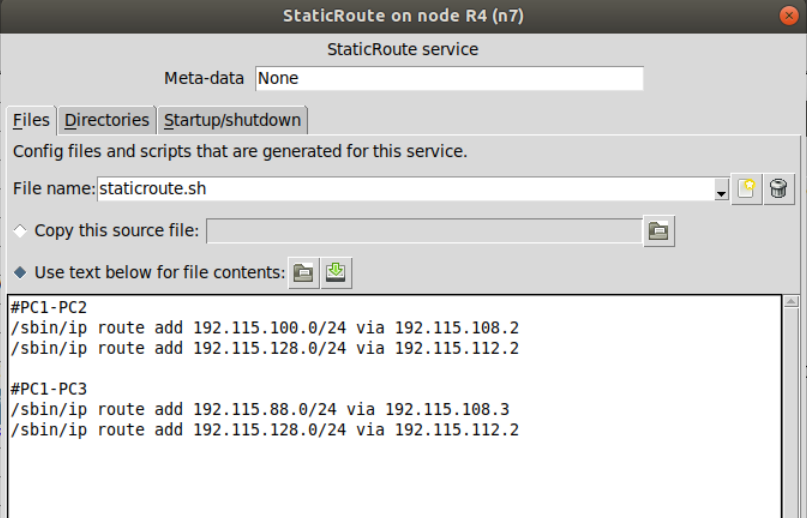 StaticRoute on node R4 (n7)
StaticRoute service
Meta-data None
Files Directories Startup/shutdown
Config files and scripts that are generated for this service.
File name: staticroute.sh
Copy this source file:
Use text below for file contents:
#PC1-PC2
/sbin/ip route add 192.115.100.0/24 via 192.115.108.2
/sbin/ip route add 192.115.128.0/24 via 192.115.112.2
#PC1-PC3
/sbin/ip route add 192.115.88.0/24 via 192.115.108.3
/sbin/ip route add 192.115.128.0/24 via 192.115.112.2